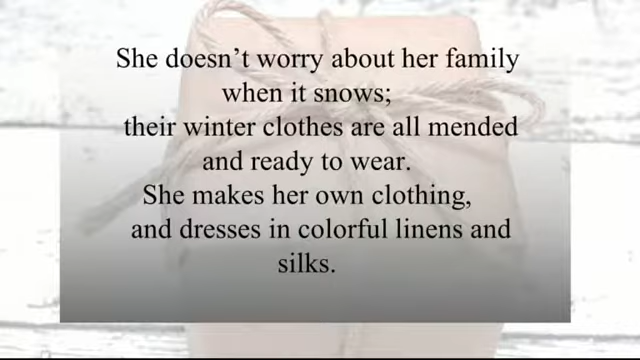 She doesn’t worry about her family
when it snows;
their winter clothes are all mended
and ready to wear.
She makes her own clothing,
and dresses in colorful linens and
silks.